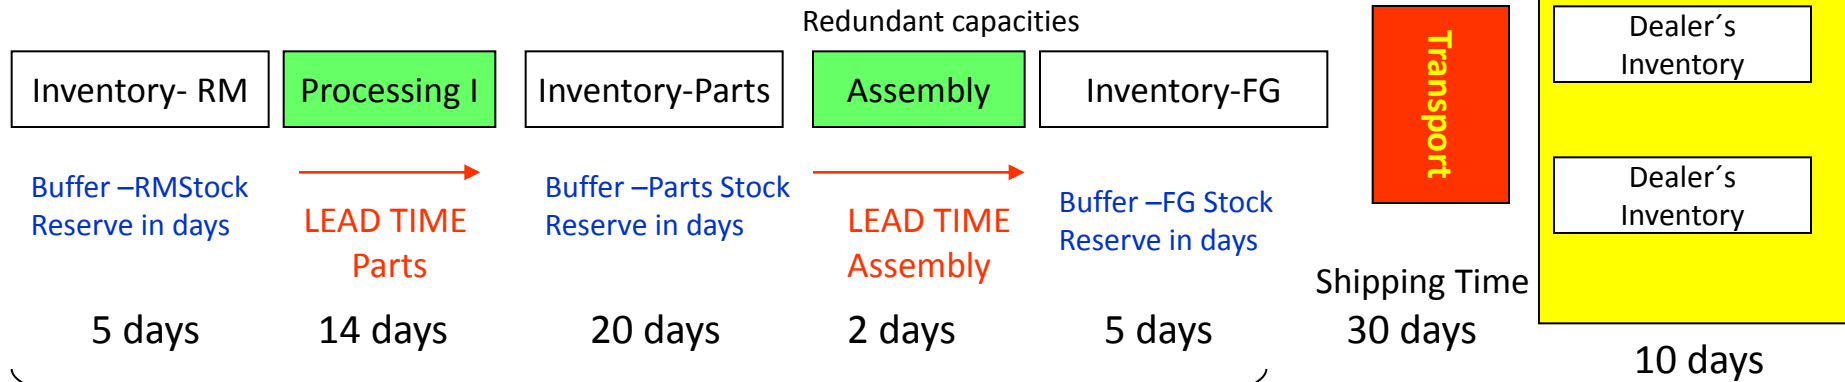 Redundant capacities
Inventory- RM
Processing I
Inventory-Parts
Assembly
Inventory-FG
Transport
Dealer´s
Inventory
Dealer´s
Inventory
Buffer –RMStock
Reserve in days
LEAD TIME
Parts
Buffer –Parts Stock
Reserve in days
LEAD TIME
Assembly
Buffer –FG Stock
Reserve in days
Shipping Time
5 days
14 days
20 days
2 days
5 days
30 days
10 days